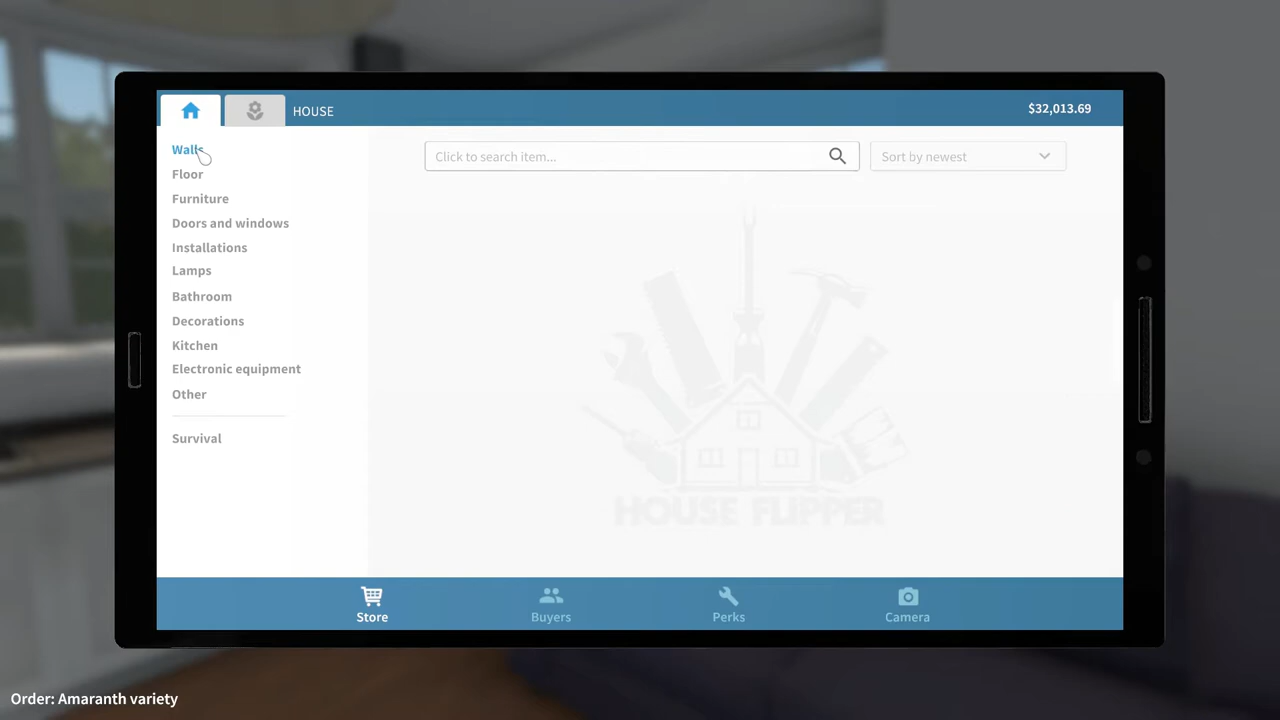 HOUSE
$32,013.69
Walls
Click to search item...
Sort by newest
Floor
Furniture
Doors and windows
Installations
Lamps
Bathroom
Decorations
Kitchen
Electronic equipment
Other
Survival
HOUSE FLIPPER
Store
Buyers
Perks
Camera
Order: Amaranth variety